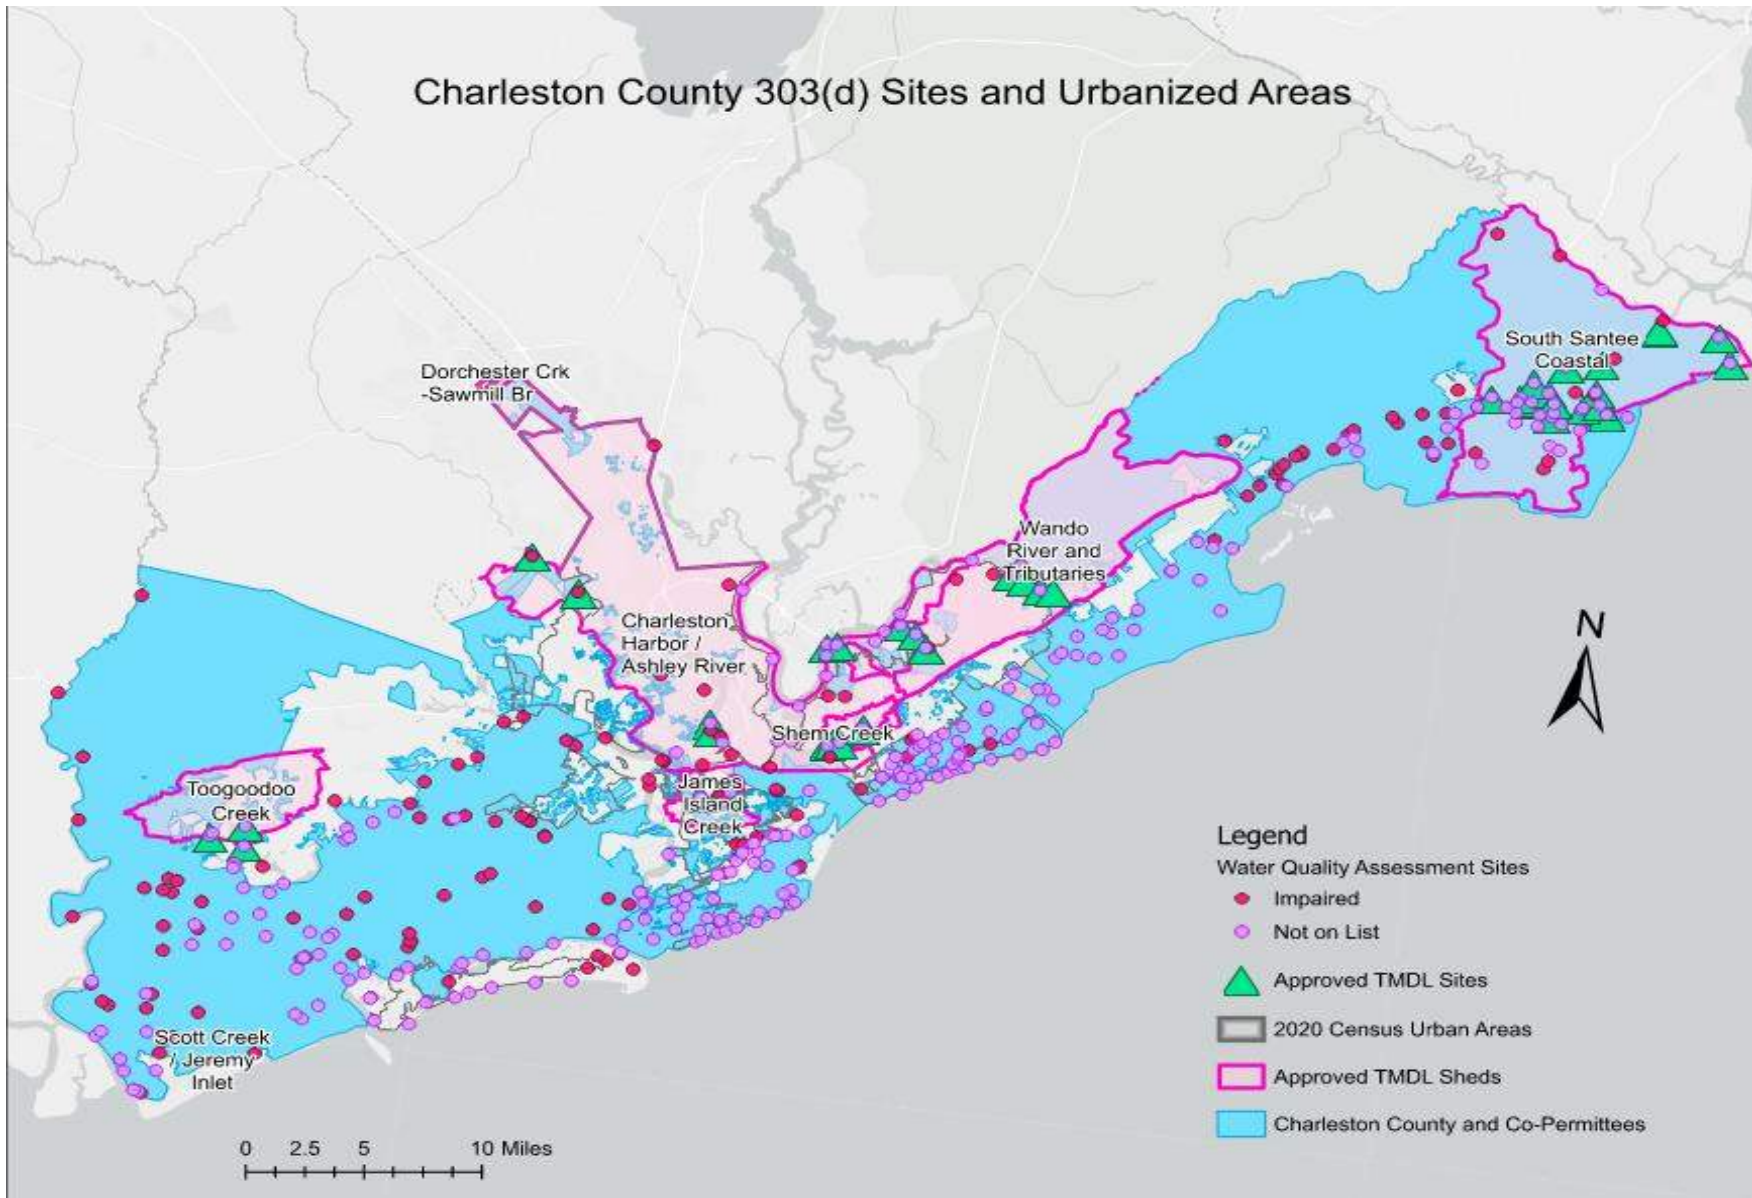 Charleston County 303(d) Sites and Urbanized Areas
South Santee
Coastal
Dorchester Crk
-Sawmill Br
Wando
River and
Tributaries
Charleston
Harbor /
Ashley River
N
Shem Creek
James
Island
Creek
Toogoodoo
Creek
Scott Creek
/ Jeremy
Inlet
Legend
Water Quality Assessment Sites
Impaired
Not on List
Approved TMDL Sites
2020 Census Urban Areas
Approved TMDL Sheds
Charleston County and Co-Permittees
0 2.5 5 10 Miles